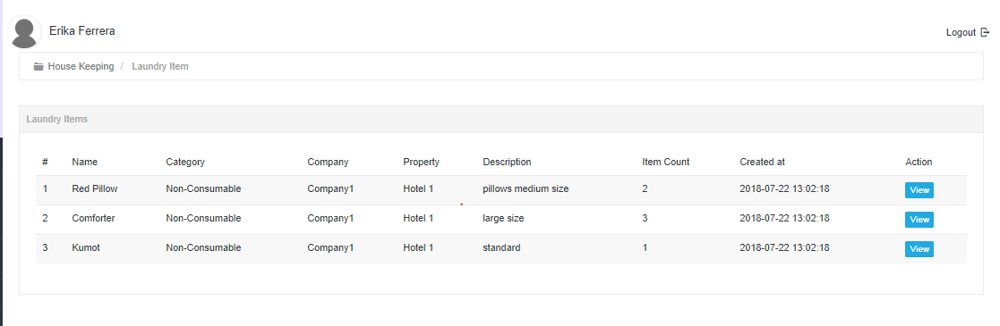 Erika Ferrera
Logout
House Keeping / Laundry Item
Laundry Items
# Name Category Company Property Description Item Count Created at Action
1 Red Pillow Non-Consumable Company1 Hotel 1 pillows medium size 2 2018-07-22 13:02:18 View
2 Comforter Non-Consumable Company1 Hotel 1 large size 3 2018-07-22 13:02:18 View
3 Kumot Non-Consumable Company1 Hotel 1 standard 1 2018-07-22 13:02:18 View